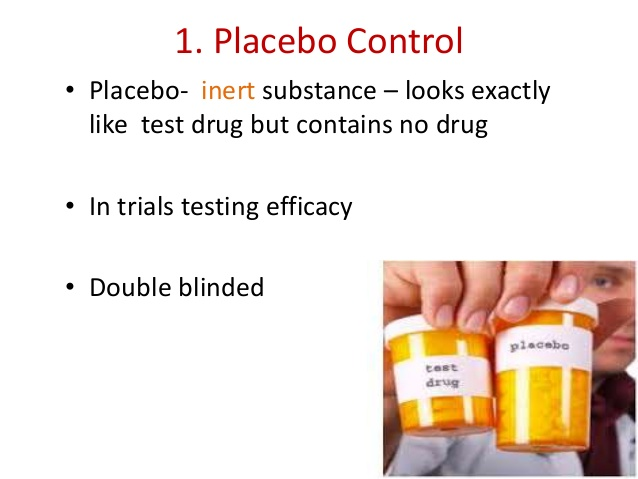 1. Placebo Control
• Placebo- inert substance – looks exactly
like test drug but contains no drug
• In trials testing efficacy
• Double blinded
test
drug
placebo